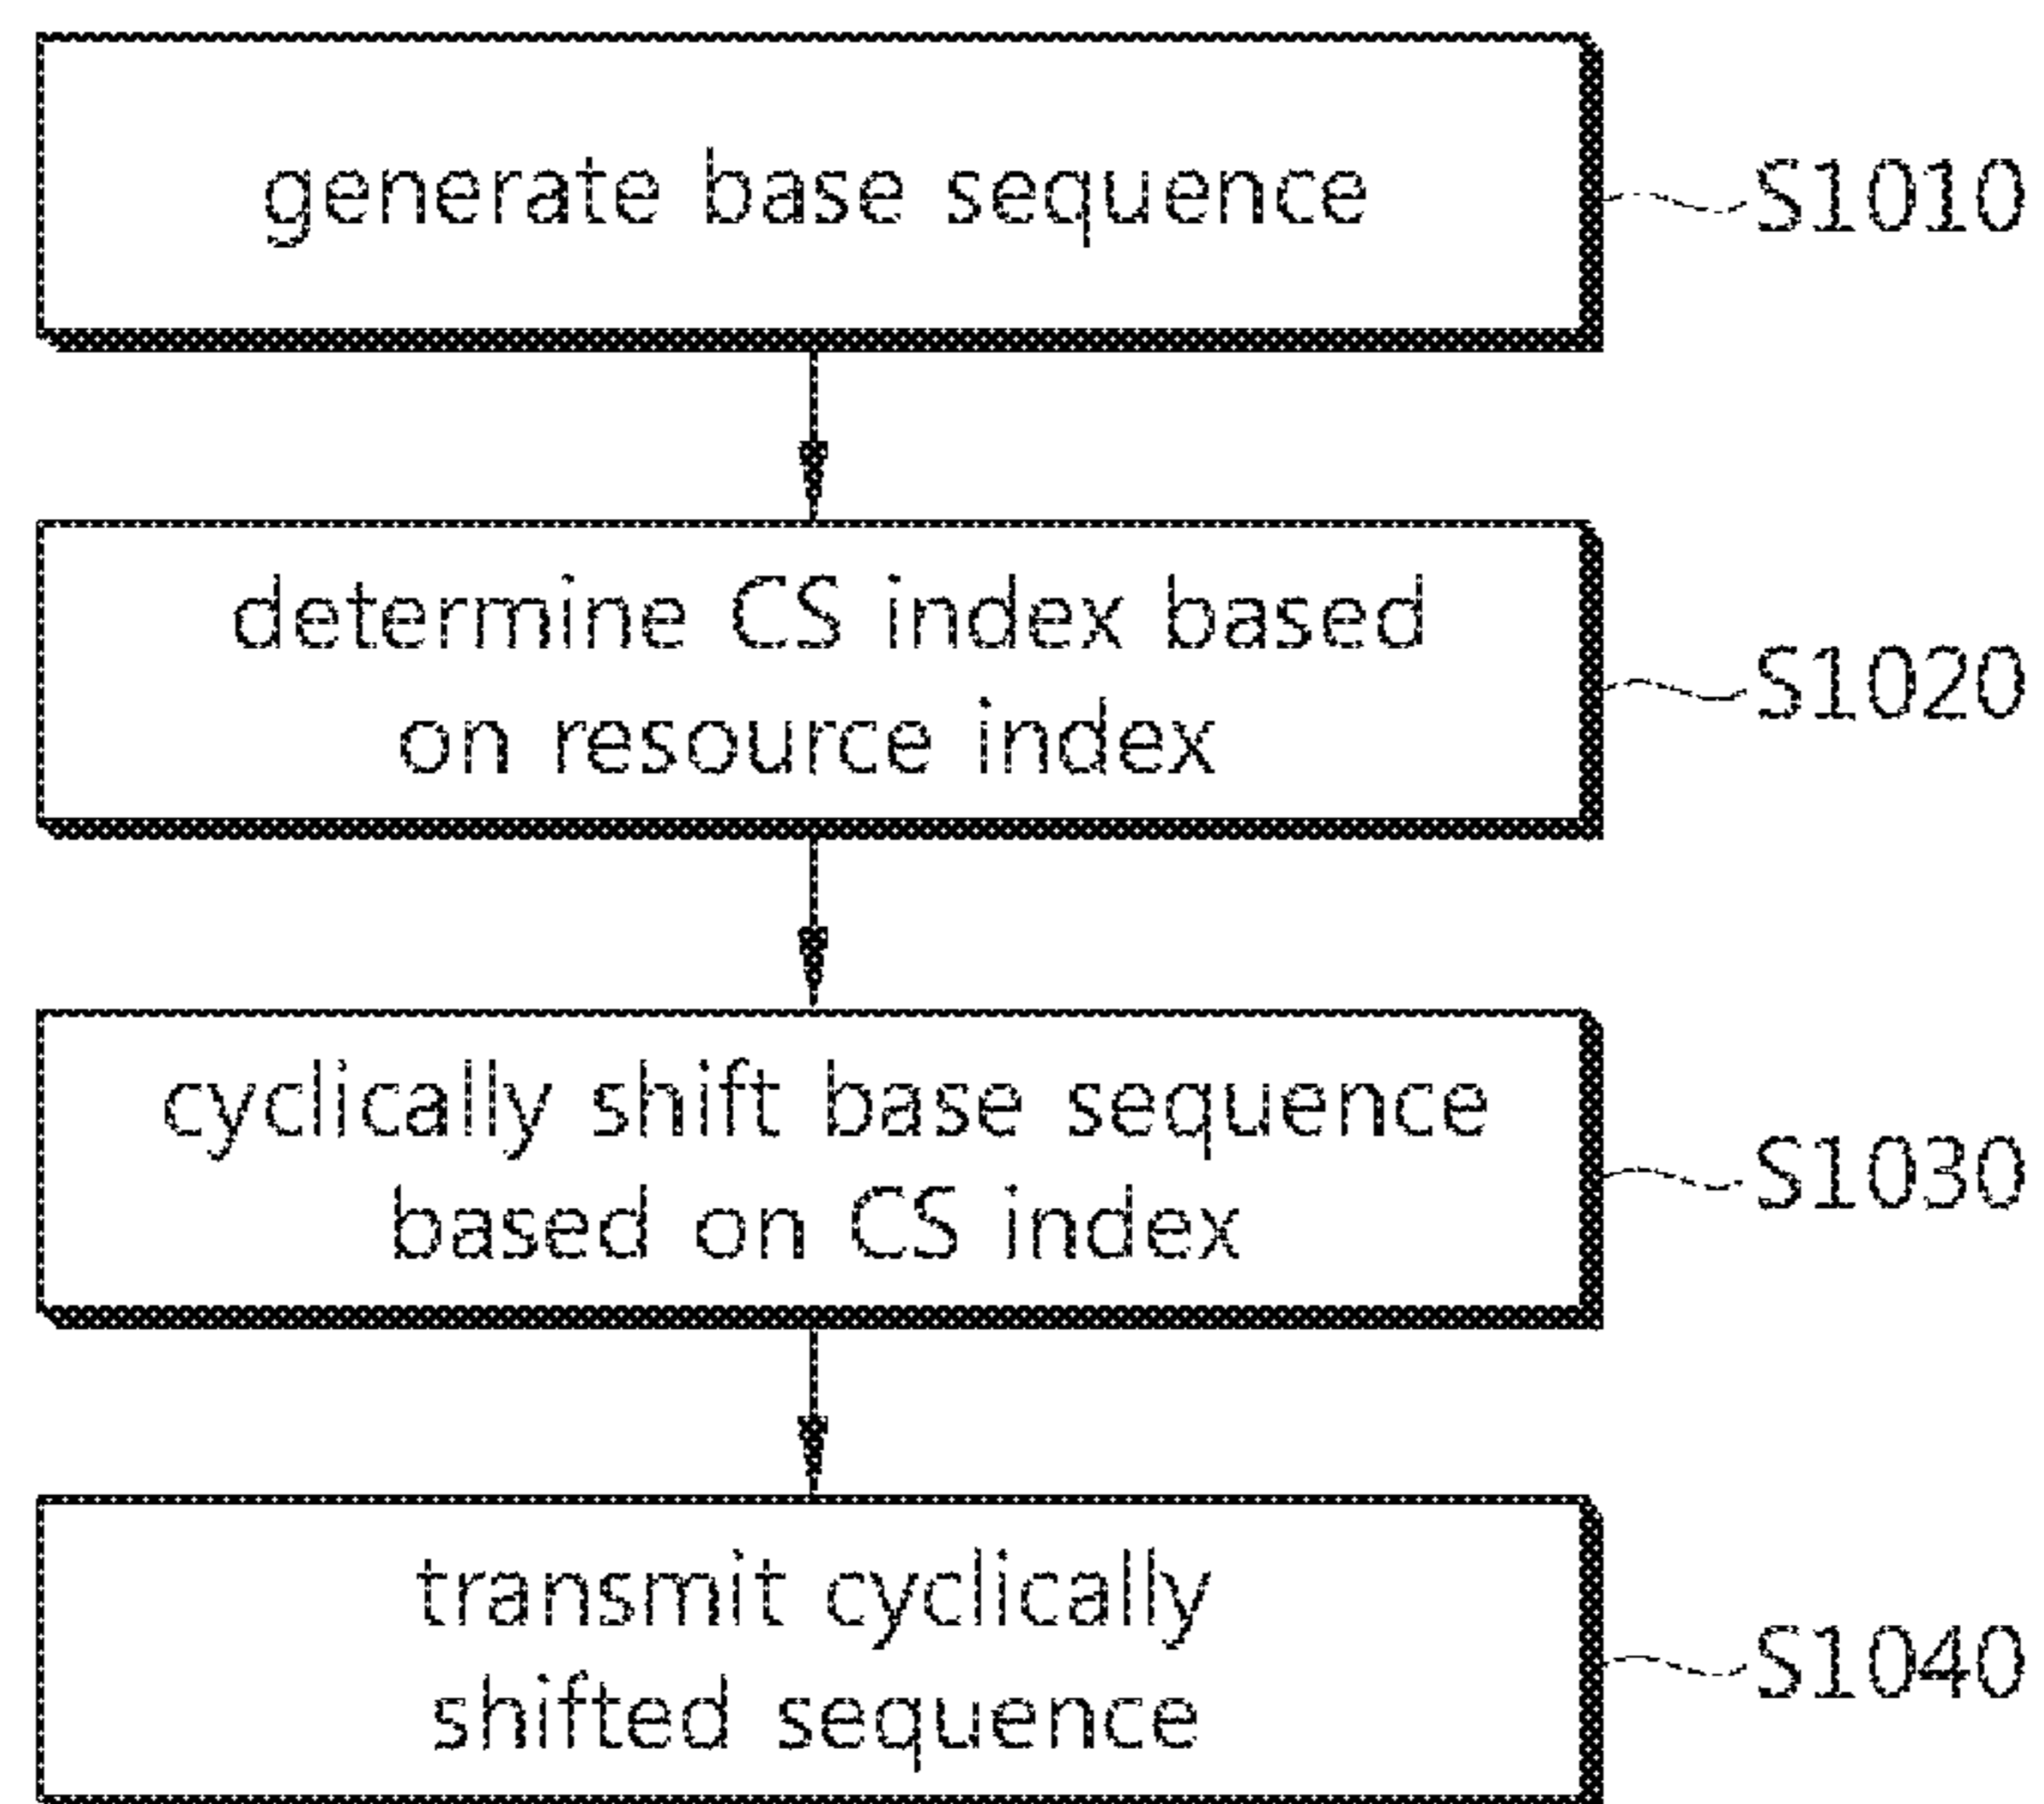 generate base sequence
S1010
determine CS index based
on resource index
S1020
cyclically shift base sequence
based on CS index
S1030
transmit cyclically
shifted sequence
S1040